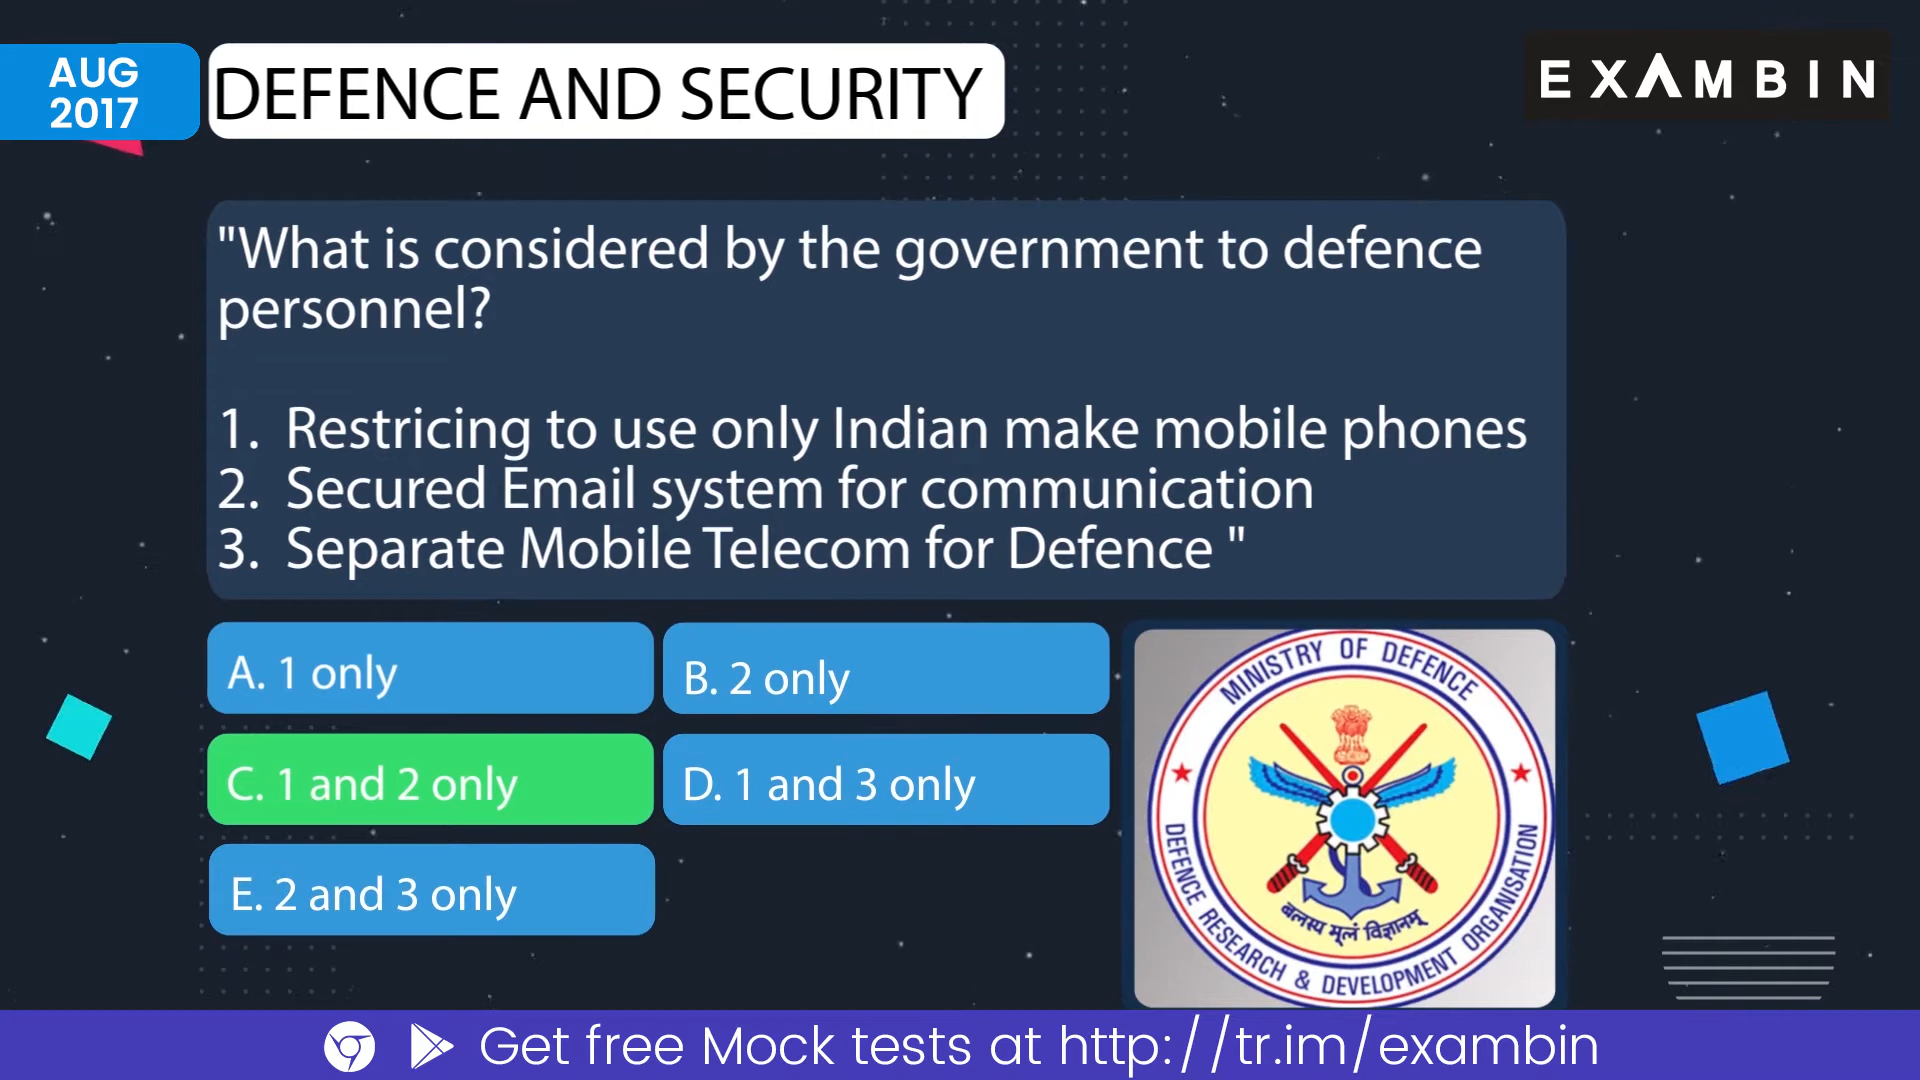 AUG
2017
DEFENCE AND SECURITY
EXAMBIN
"What is considered by the government to defence
personnel?
1. Restricing to use only Indian make mobile phones
2. Secured Email system for communication
3. Separate Mobile Telecom for Defence "
A. 1 only
B. 2 only
C. 1 and 2 only
D. 1 and 3 only
E. 2 and 3 only
MINISTRY OF DEFENCE
DEFENCE RESEARCH & DEVELOPMENT ORGANISATION
बलस्य मूलं विज्ञानम्
Get free Mock tests at http://tr.im/exambin